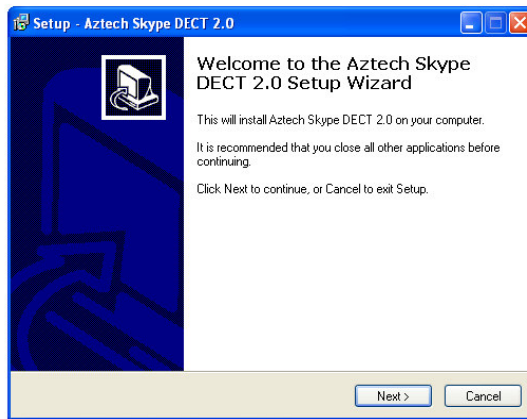 Setup - Aztech Skype DECT 2.0
Welcome to the Aztech Skype
DECT 2.0 Setup Wizard
This will install Aztech Skype DECT 2.0 on your computer.
It is recommended that you close all other applications before
continuing.
Click Next to continue, or Cancel to exit Setup.
Next >
Cancel